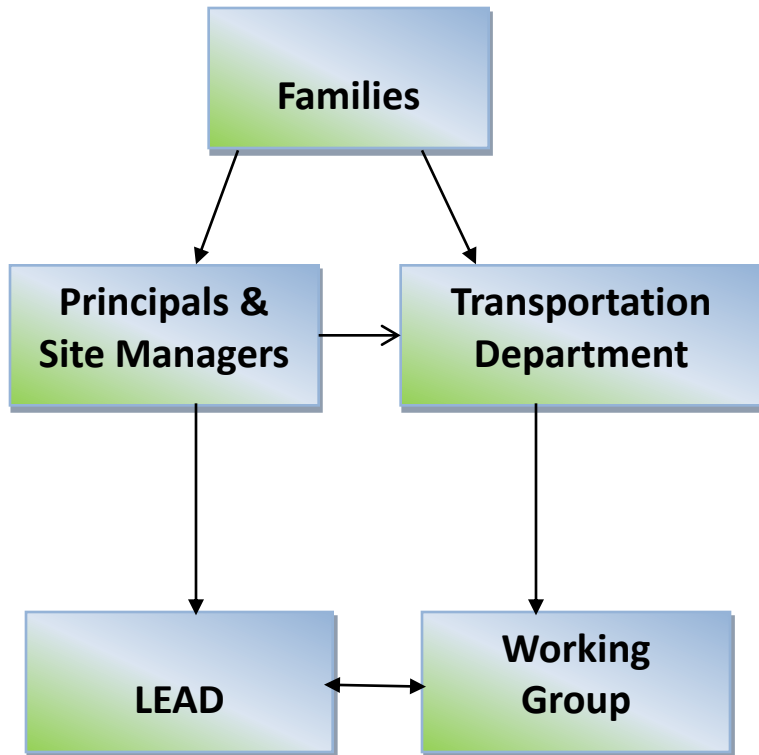 Families
Principals &
Site Managers
Transportation
Department
LEAD
Working
Group